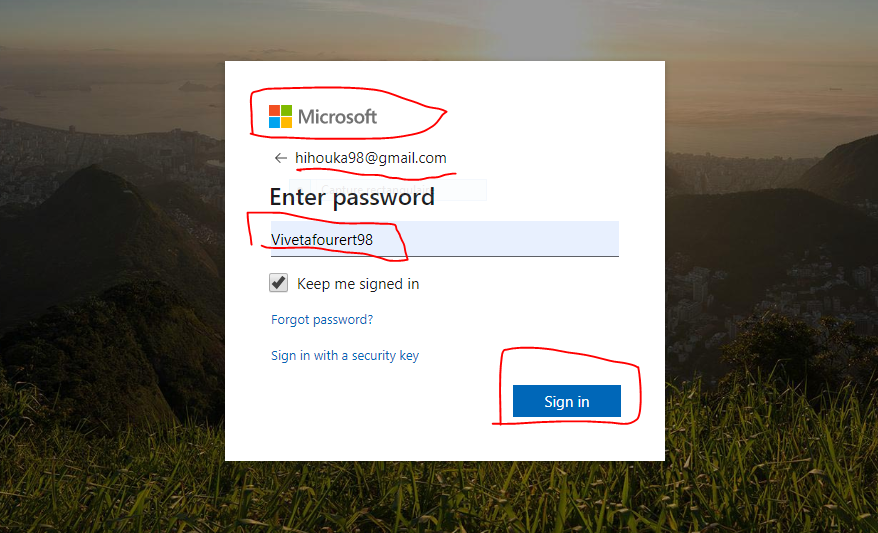 Microsoft
hihouka98@gmail.com
Enter password
Vivetafourert98
Keep me signed in
Forgot password?
Sign in with a security key
Sign in